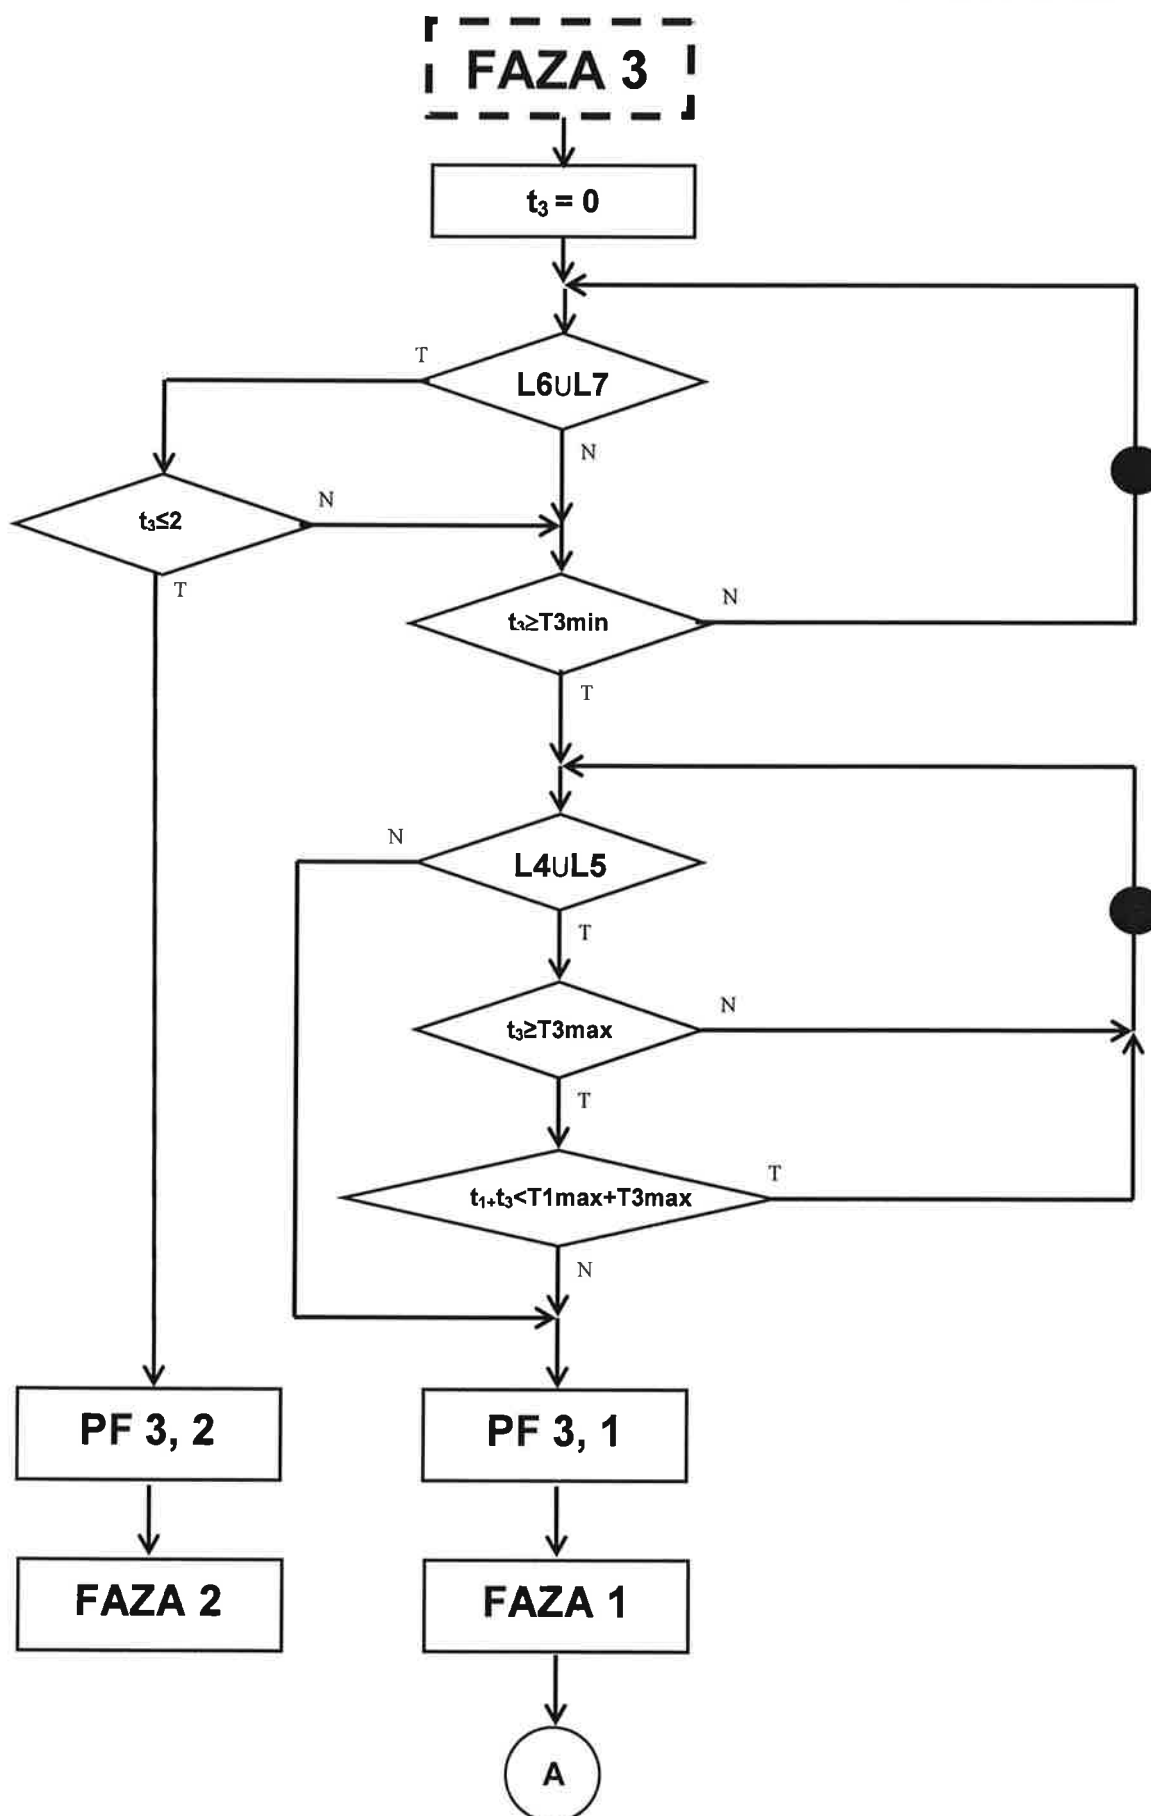 FAZA 3
t₃ = 0
T
L6∪L7
N
t₃≤2
N
T
t₃≥T3min
N
T
N
L4∪L5
T
t₃≥T3max
N
T
t₁₊t₃<T1max+T3max
T
N
PF 3, 2
PF 3, 1
FAZA 2
FAZA 1
A